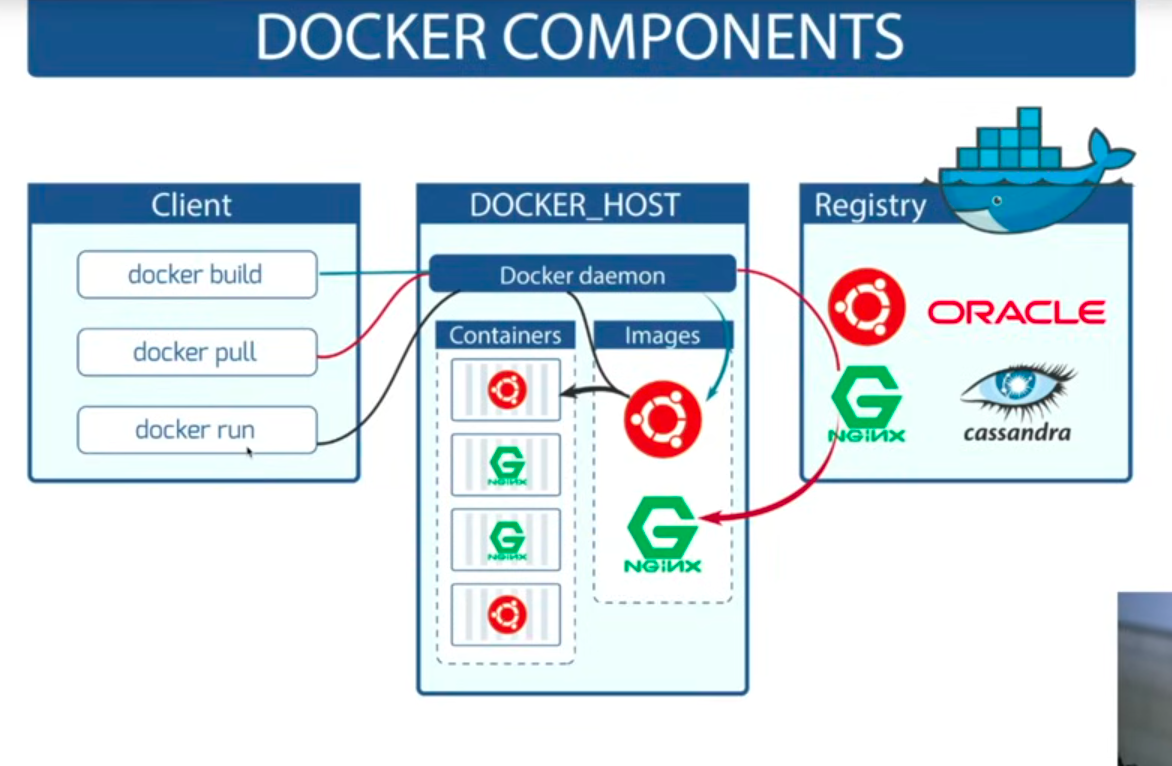 DOCKER COMPONENTS
Client
docker build
docker pull
docker run
DOCKER_HOST
Docker daemon
Containers
NGiNX
NGiNX
Images
NGiNX
Registry
ORACLE
NGiNX
cassandra